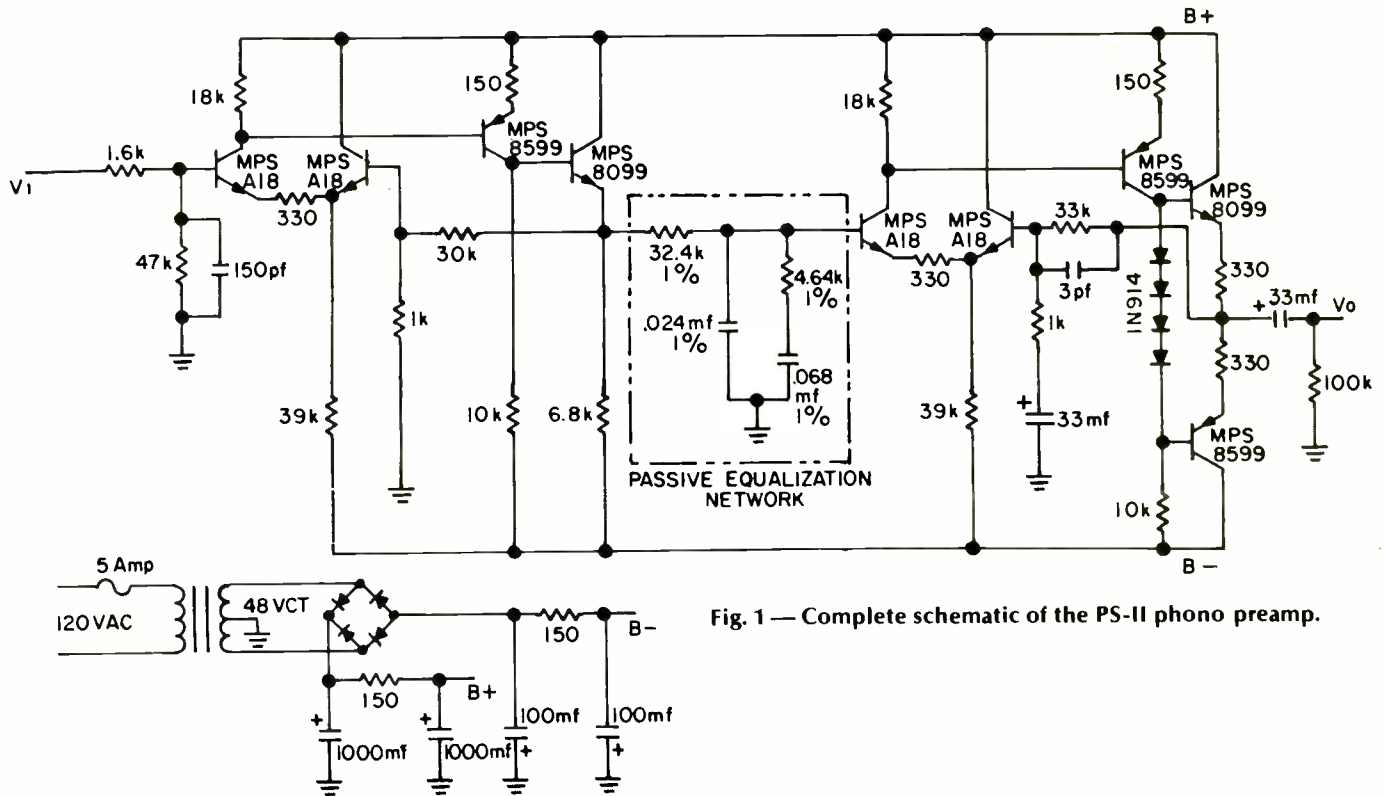 B+
150
150
18k
18k
MPS
8599
MPS
8599
1.6k
MPS
A18
MPS
A18
MPS
8099
MPS
8099
V1
330
30k
32.4k
1%
MPS
A18
MPS
A18
33k
47k
150pf
4.64k
1%
330
3pf
1N914
330
33mf
+
Vo
1k
.024mf
1%
1k
330
100k
39k
10k
6.8k
.068
mf
1%
39k
+
33mf
MPS
8599
PASSIVE EQUALIZATION
NETWORK
10k
B-
5 Amp
120VAC
48 VCT
150
B-
Fig. 1 — Complete schematic of the PS-II phono preamp.
150
B+
+
1000mf
+
1000mf
100mf
+
100mf
+